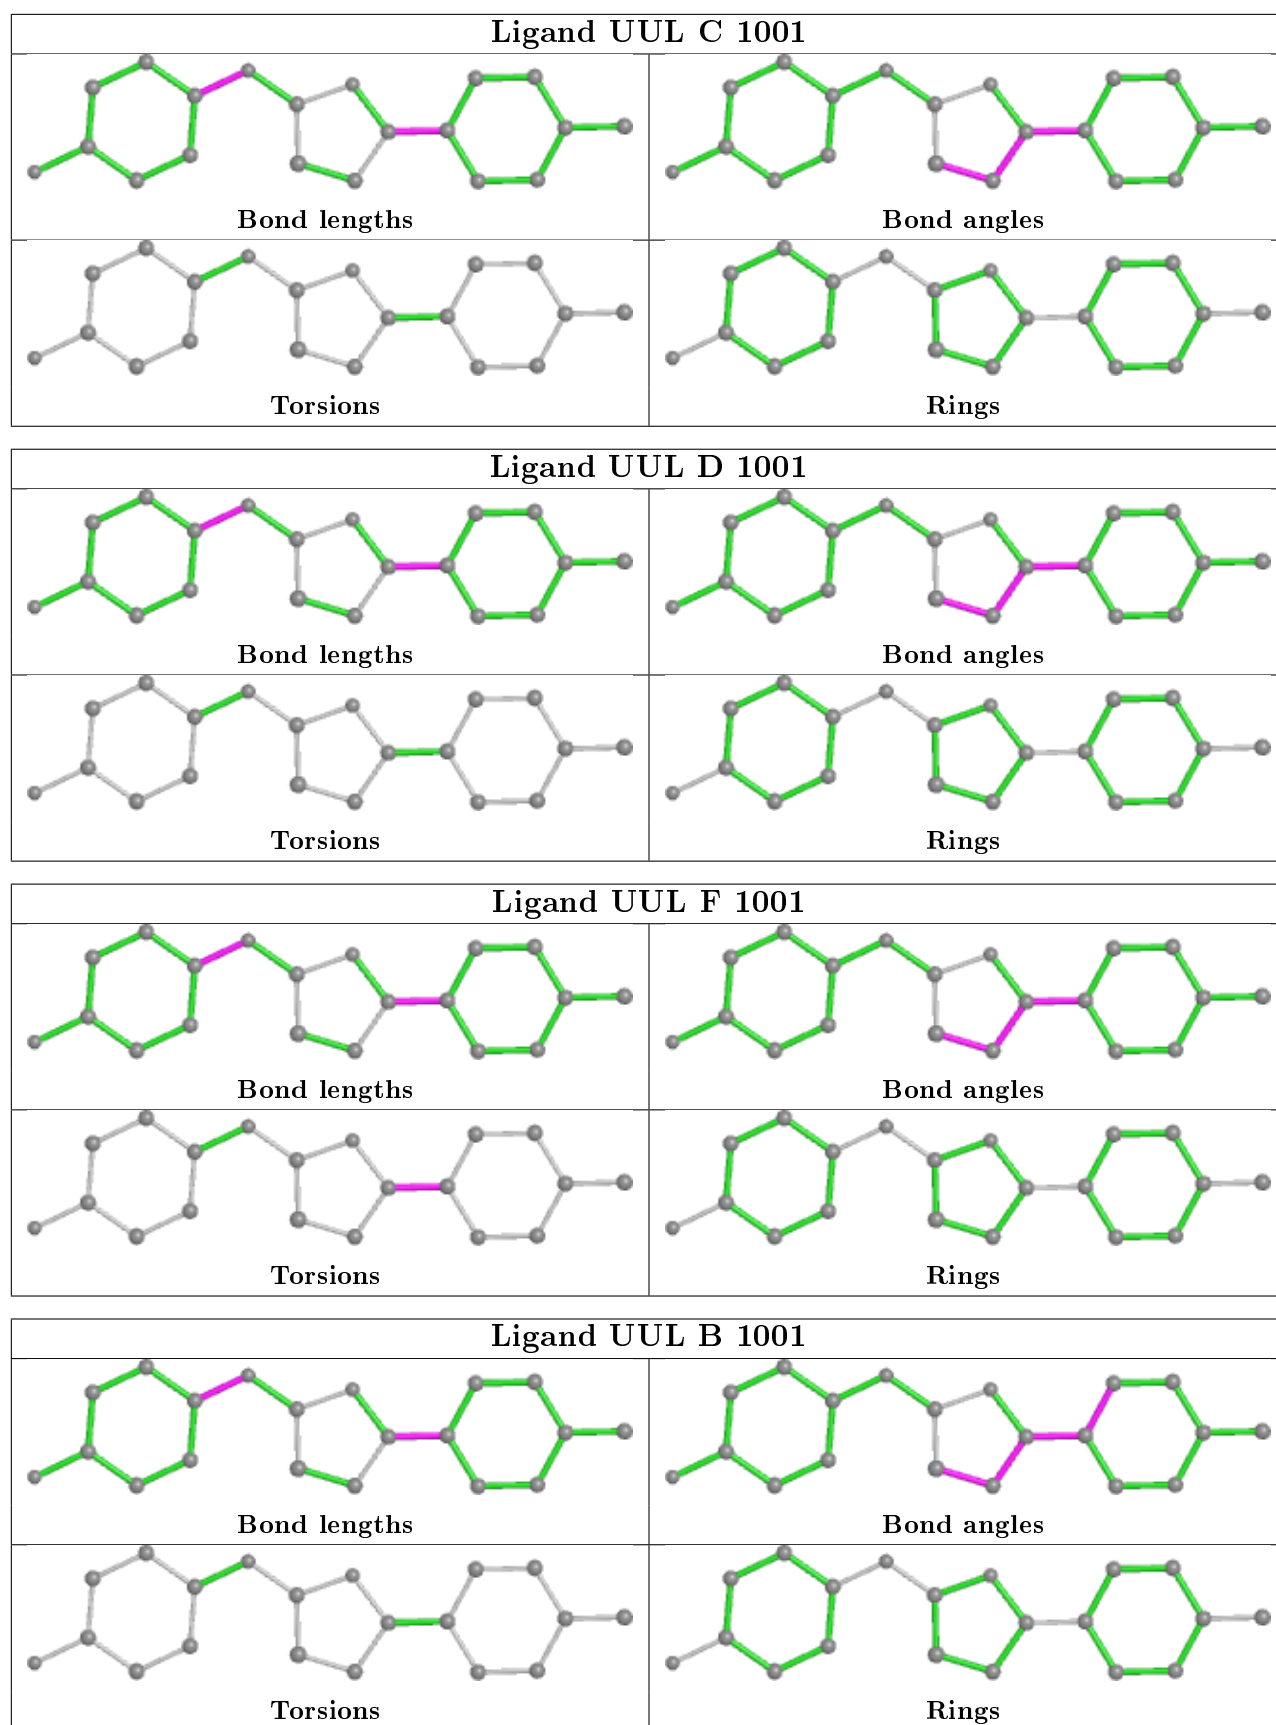 Ligand UUL C 1001
Bond lengths
Bond angles
Torsions
Rings
Ligand UUL D 1001
Bond lengths
Bond angles
Torsions
Rings
Ligand UUL F 1001
Bond lengths
Bond angles
Torsions
Rings
Ligand UUL B 1001
Bond lengths
Bond angles
Torsions
Rings